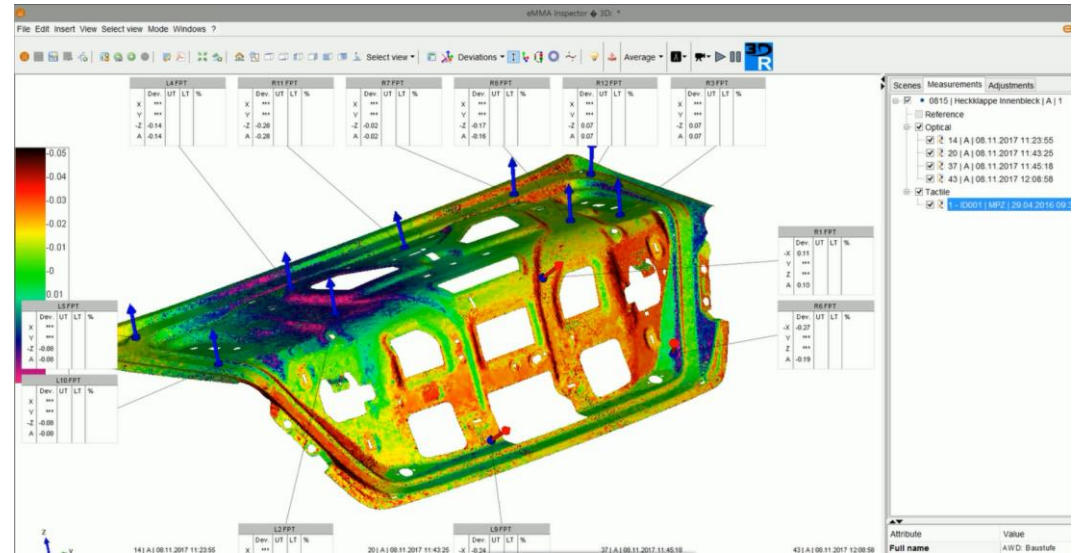 eMMA Inspector � 3D: *
File Edit Insert View Select view Mode Windows ?
Select view
Deviations
Average
3D
R
Scenes Measurements Adjustments
0815 | Heckklappe Innenbleck | A | 1
Reference
Optical
14 | A | 08.11.2017 11:23:55
20 | A | 08.11.2017 11:43:25
37 | A | 08.11.2017 11:45:18
43 | A | 08.11.2017 12:08:58
Tactile
1 - ID001 | MPZ | 29.04.2016 09:3
L4 FPT
Dev. UT LT %
X ***
Y ***
-Z -0.14
A -0.14
R11 FPT
Dev. UT LT %
X ***
Y ***
-Z -0.28
A -0.28
R7 FPT
Dev. UT LT %
X ***
Y ***
-Z -0.02
A -0.02
Dev. UT LT %
X ***
Y ***
-Z -0.17
A -0.16
R12 FPT
Dev. UT LT %
X ***
Y ***
-Z 0.07
A 0.07
R3 FPT
Dev. UT LT %
X ***
Y ***
-Z 0.07
A 0.07
-0.05
-0.04
-0.03
-0.02
-0.01
-0
0.01
R1 FPT
Dev. UT LT %
-X 0.11
Y ***
Z ***
A 0.10
L5 FPT
Dev. UT LT %
X ***
Y ***
-Z -0.08
A -0.08
R6 FPT
Dev. UT LT %
-X -0.27
Y ***
Z ***
A -0.19
L10 FPT
Dev. UT LT %
X ***
Y ***
-Z -0.08
A -0.08
L2 FPT
Dev. UT LT %
X ***
L9 FPT
Dev. UT LT %
-X -0.24
Z
Y
14 | A | 08.11.2017 11:23:55
20 | A | 08.11.2017 11:43:25
37 | A | 08.11.2017 11:45:18
43 | A | 08.11.2017 12:08:58
Attribute Value
Full name AWD: Baustufe